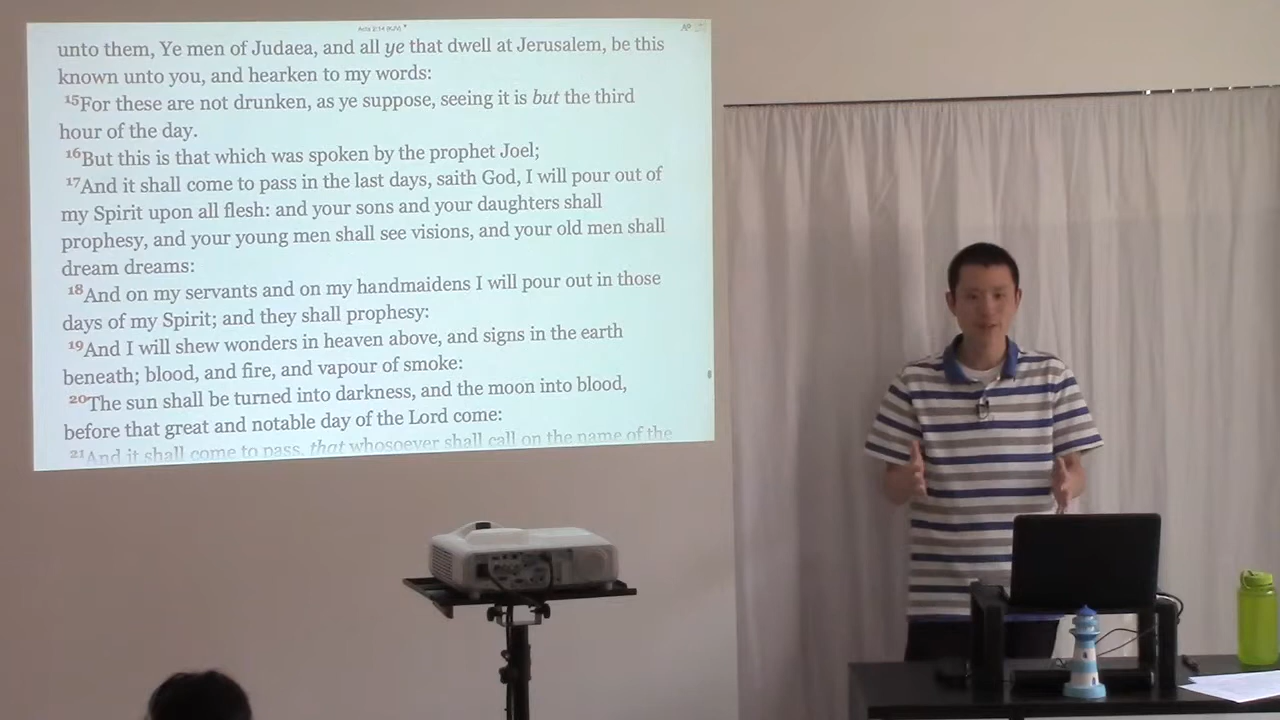 Acts 2:14 (KJV)
unto them, Ye men of Judaea, and all ye that dwell at Jerusalem, be this
known unto you, and hearken to my words:
15For these are not drunken, as ye suppose, seeing it is but the third
hour of the day.
16But this is that which was spoken by the prophet Joel;
17And it shall come to pass in the last days, saith God, I will pour out of
my Spirit upon all flesh: and your sons and your daughters shall
prophesy, and your young men shall see visions, and your old men shall
dream dreams:
18And on my servants and on my handmaidens I will pour out in those
days of my Spirit; and they shall prophesy:
19And I will shew wonders in heaven above, and signs in the earth
beneath; blood, and fire, and vapour of smoke:
20The sun shall be turned into darkness, and the moon into blood,
before that great and notable day of the Lord come:
21And it shall come to pass, that whosoever shall call on the name of the